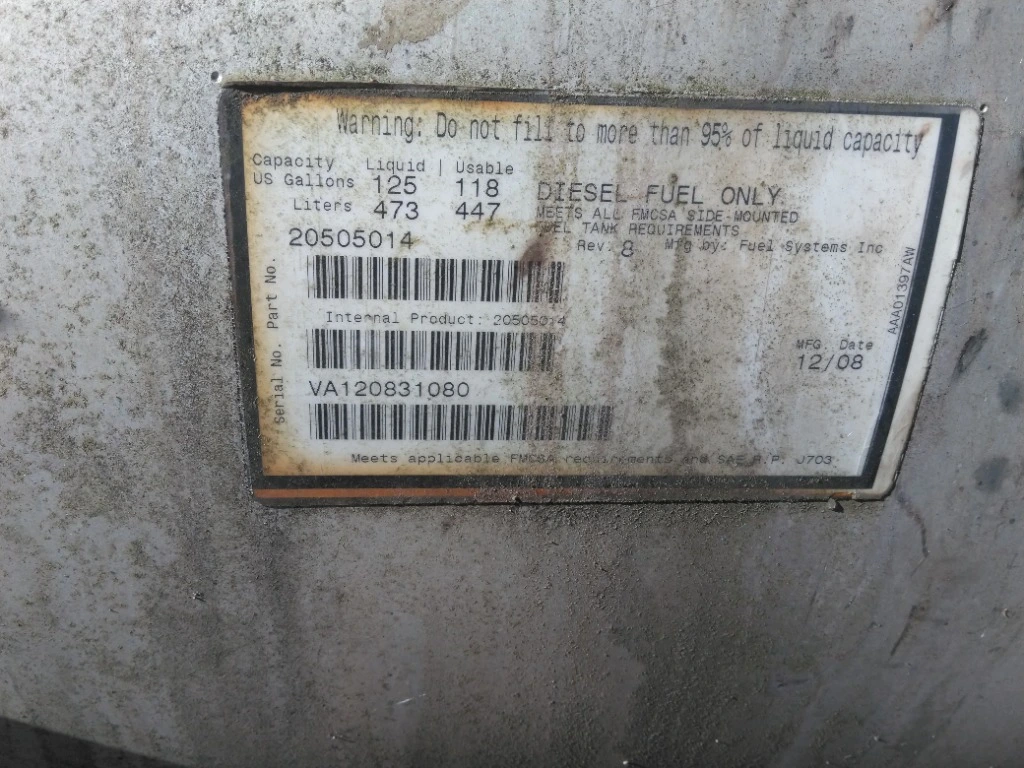 Warning: Do not fill to more than 95% of liquid capacity
Capacity Liquid | Usable
US Gallons 125 118
Liters 473 447
DIESEL FUEL ONLY
MEETS ALL FMCSA SIDE-MOUNTED
FUEL TANK REQUIREMENTS
Rev. 8 Mfg by: Fuel Systems Inc
Part No. 20505014
Internal Product: 20505014
AAA01397AW
MFG. Date
12/08
Serial No. VA120831080
Meets applicable FMCSA requirements and SAE R.P. J703